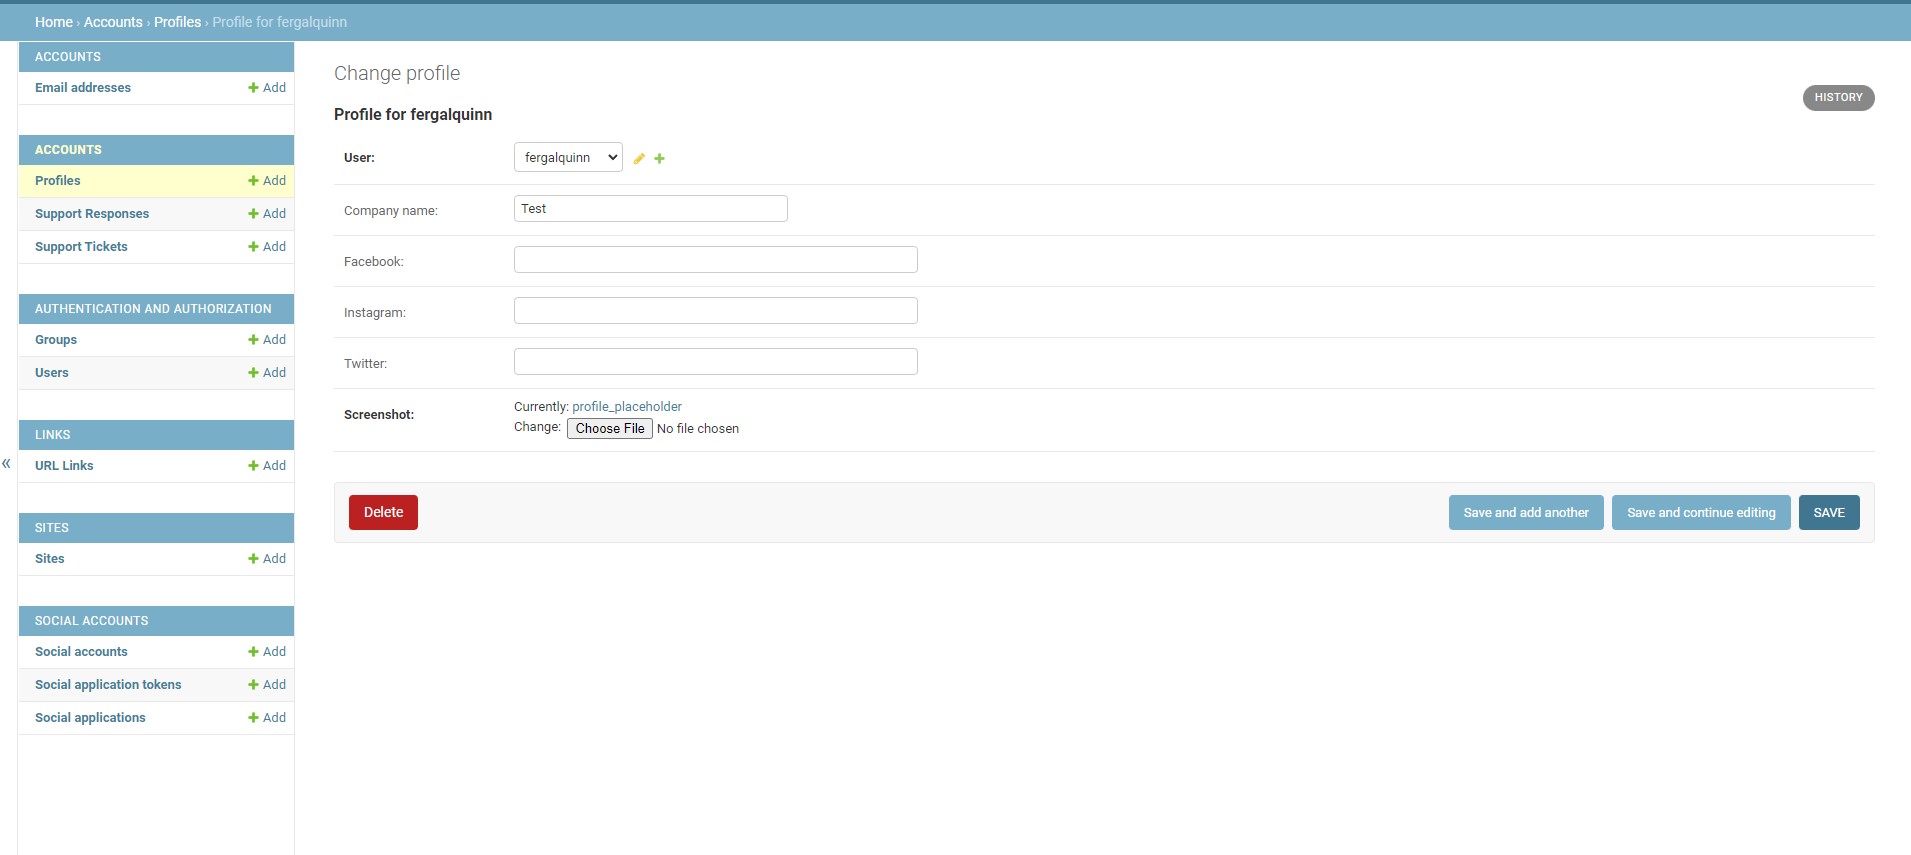 Home › Accounts › Profiles › Profile for fergalquinn
ACCOUNTS
Email addresses + Add
ACCOUNTS
Profiles + Add
Support Responses + Add
Support Tickets + Add
AUTHENTICATION AND AUTHORIZATION
Groups + Add
Users + Add
LINKS
URL Links + Add
SITES
Sites + Add
SOCIAL ACCOUNTS
Social accounts + Add
Social application tokens + Add
Social applications + Add
«
Change profile
HISTORY
Profile for fergalquinn
User: fergalquinn
Company name: Test
Facebook:
Instagram:
Twitter:
Screenshot: Currently: profile_placeholder
Change: Choose File No file chosen
Delete Save and add another Save and continue editing SAVE